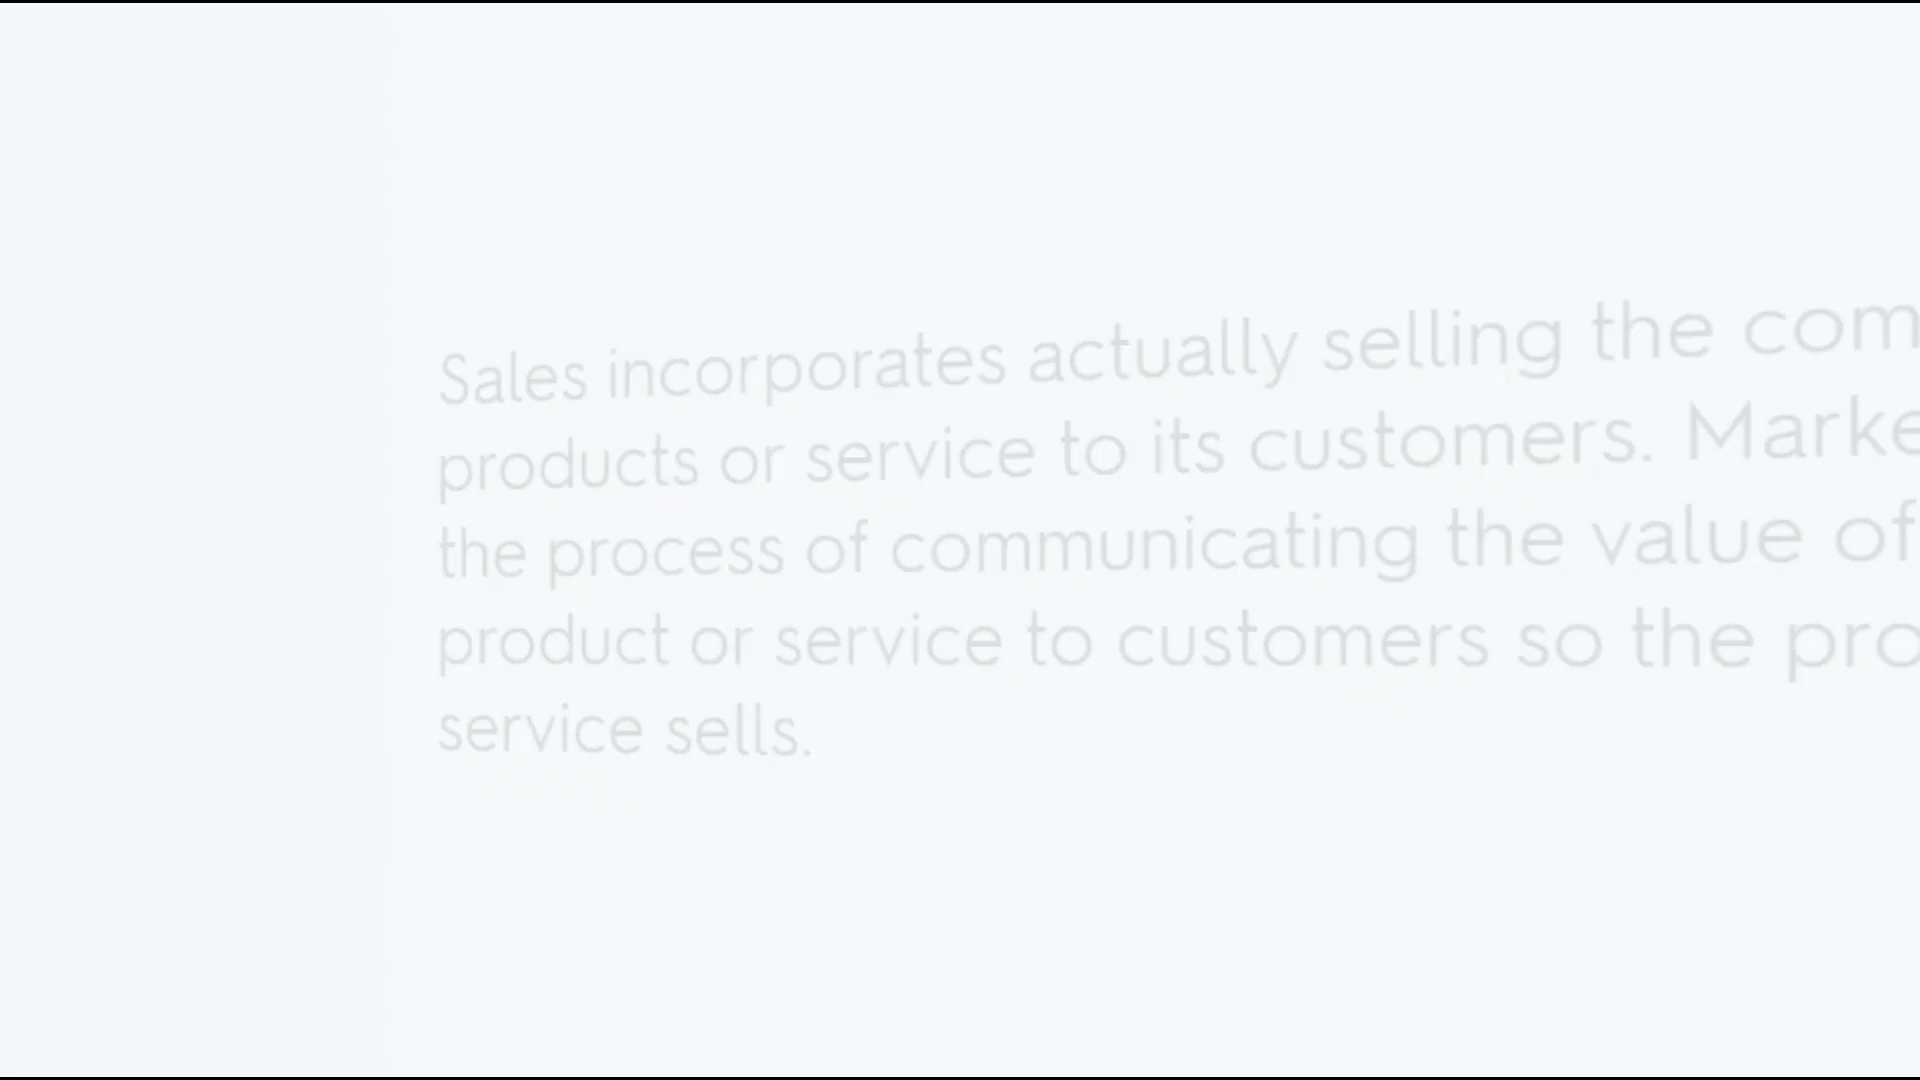 Sales incorporates actually selling the com
products or service to its customers. Marke
the process of communicating the value of
product or service to customers so the pro
service sells.